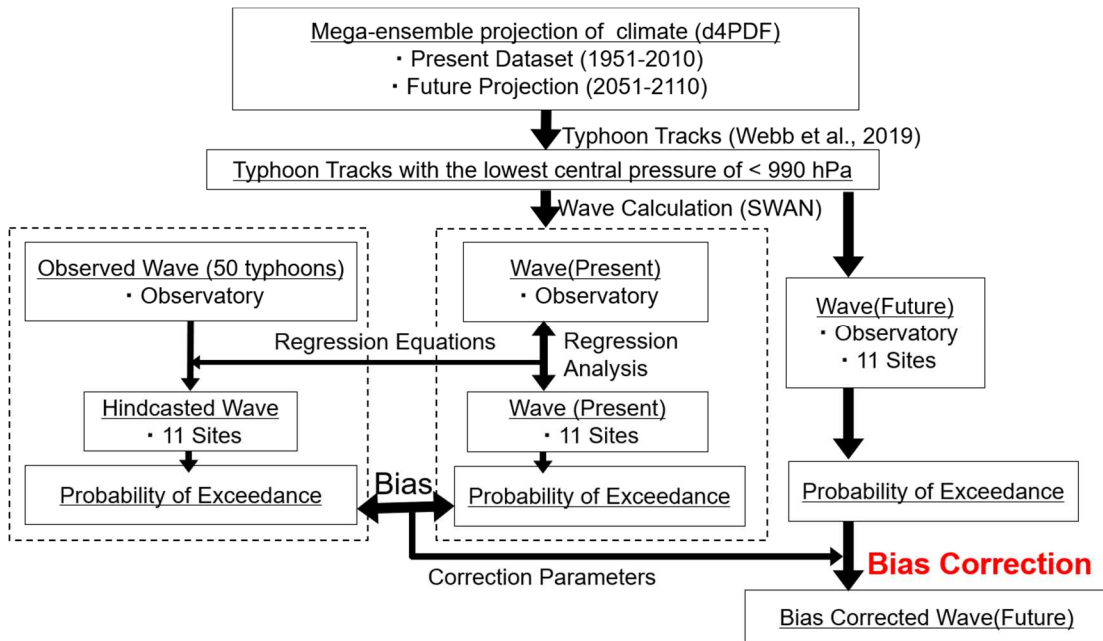 Mega-ensemble projection of climate (d4PDF)
・Present Dataset (1951-2010)
・Future Projection (2051-2110)
Typhoon Tracks (Webb et al., 2019)
Typhoon Tracks with the lowest central pressure of < 990 hPa
Wave Calculation (SWAN)
Observed Wave (50 typhoons)
・Observatory
Wave(Present)
・Observatory
Wave(Future)
・Observatory
・11 Sites
Regression Equations
Regression
Analysis
Hindcasted Wave
・11 Sites
Wave (Present)
・11 Sites
Probability of Exceedance
Bias
Probability of Exceedance
Probability of Exceedance
Correction Parameters
Bias Correction
Bias Corrected Wave(Future)